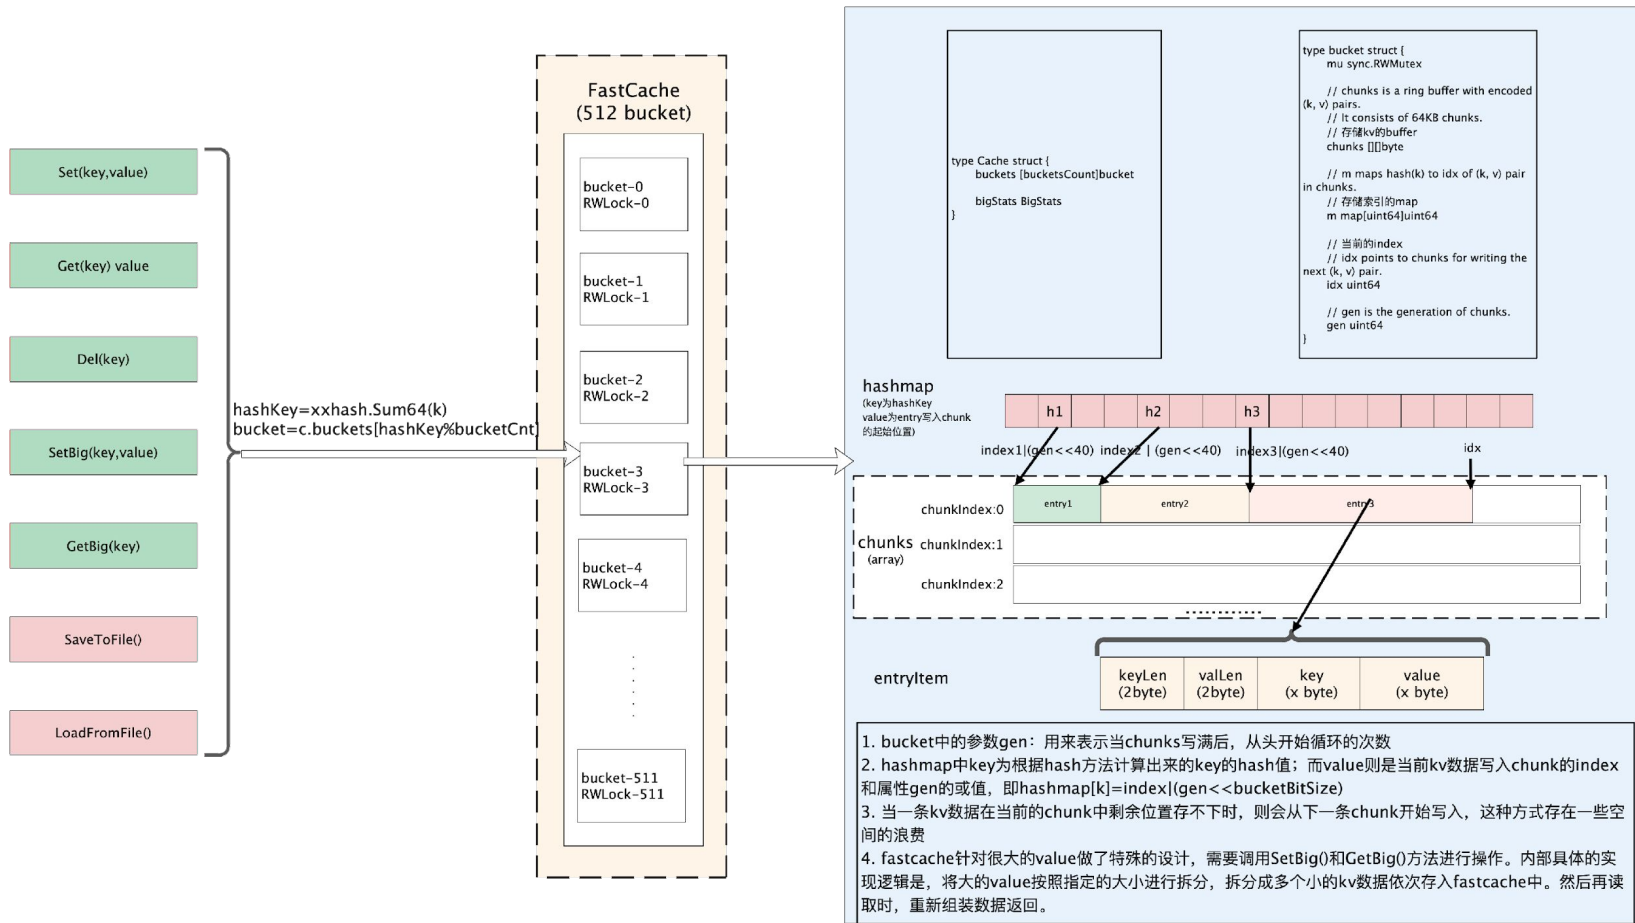 Set(key,value)
Get(key) value
Del(key)
SetBig(key,value)
GetBig(key)
SaveToFile()
LoadFromFile()
hashKey=xxhash.Sum64(k)
bucket=c.buckets[hashKey%bucketCnt]
FastCache
(512 bucket)
bucket-0
RWLock-0
bucket-1
RWLock-1
bucket-2
RWLock-2
bucket-3
RWLock-3
bucket-4
RWLock-4
bucket-511
RWLock-511
type Cache struct {
buckets [bucketsCount]bucket
bigStats BigStats
}
type bucket struct {
mu sync.RWMutex
// chunks is a ring buffer with encoded
(k, v) pairs.
// It consists of 64KB chunks.
// 存储kv的buffer
chunks [][]byte
// m maps hash(k) to idx of (k, v) pair
in chunks.
// 存储索引的map
m map[uint64]uint64
// 当前的index
// idx points to chunks for writing the
next (k, v) pair.
idx uint64
// gen is the generation of chunks.
gen uint64
}
hashmap
(key为hashKey
value为entry写入chunk
的起始位置)
h1
h2
h3
index1|(gen<<40)
index2 | (gen<<40)
index3|(gen<<40)
idx
chunkIndex:0
entry1
entry2
entry3
chunks
(array)
chunkIndex:1
chunkIndex:2
entryItem
keyLen
(2byte)
valLen
(2byte)
key
(x byte)
value
(x byte)
1. bucket中的参数gen：用来表示当chunks写满后，从头开始循环的次数
2. hashmap中key为根据hash方法计算出来的key的hash值；而value则是当前kv数据写入chunk的index
和属性gen的或值，即hashmap[k]=index|(gen<<bucketBitSize)
3. 当一条kv数据在当前的chunk中剩余位置存不下时，则会从下一条chunk开始写入，这种方式存在一些空
间的浪费
4. fastcache针对很大的value做了特殊的设计，需要调用SetBig()和GetBig()方法进行操作。内部具体的实
现逻辑是，将大的value按照指定的大小进行拆分，拆分成多个小的kv数据依次存入fastcache中。然后再读
取时，重新组装数据返回。